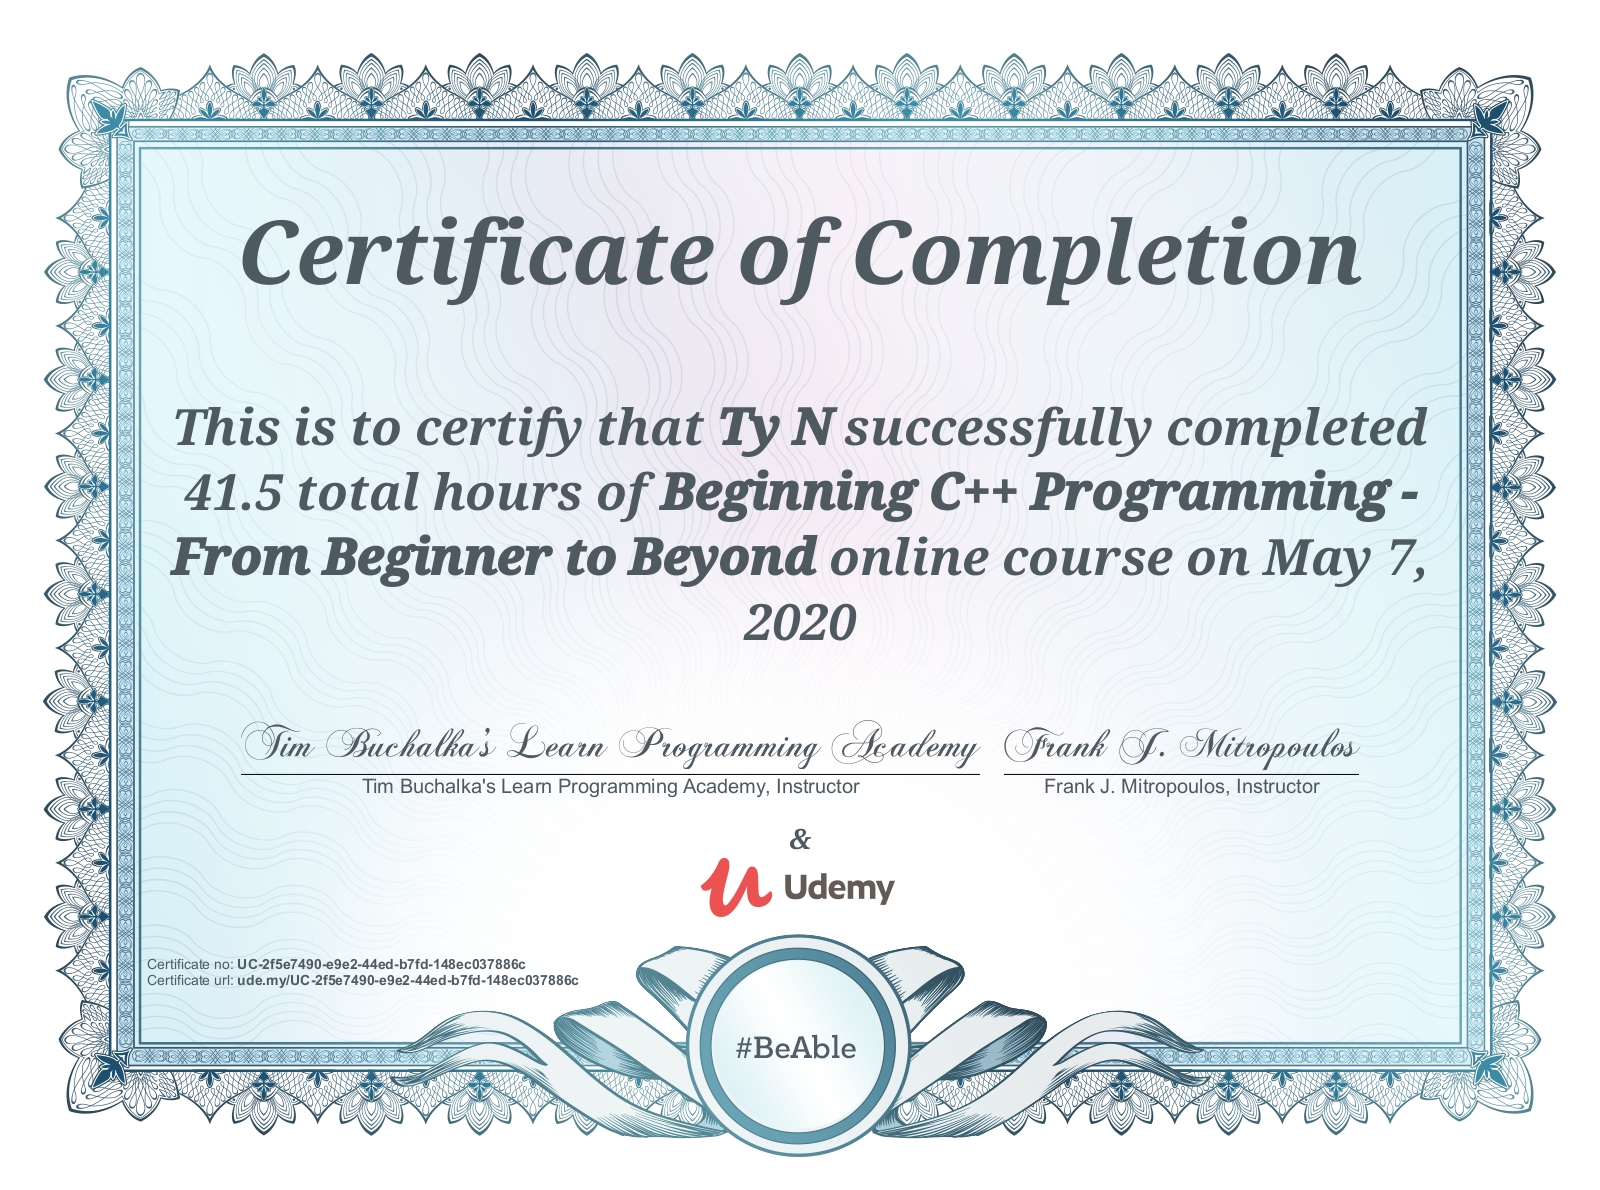 Certificate of Completion
This is to certify that Ty N successfully completed
41.5 total hours of Beginning C++ Programming -
From Beginner to Beyond online course on May 7,
2020
Tim Buchalka's Learn Programming Academy Frank J. Mitropoulos
Tim Buchalka's Learn Programming Academy, Instructor Frank J. Mitropoulos, Instructor
&
Udemy
Certificate no: UC-2f5e7490-e9e2-44ed-b7fd-148ec037886c
Certificate url: ude.my/UC-2f5e7490-e9e2-44ed-b7fd-148ec037886c
#BeAble